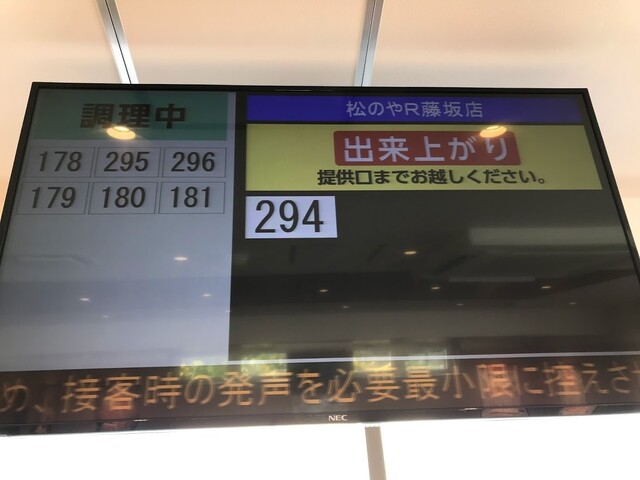 調理中
178 295 296
179 180 181
松のやR藤坂店
出来上がり
提供口までお越しください。
294
め、接客時の発声を必要最小限に控えさ
NEC